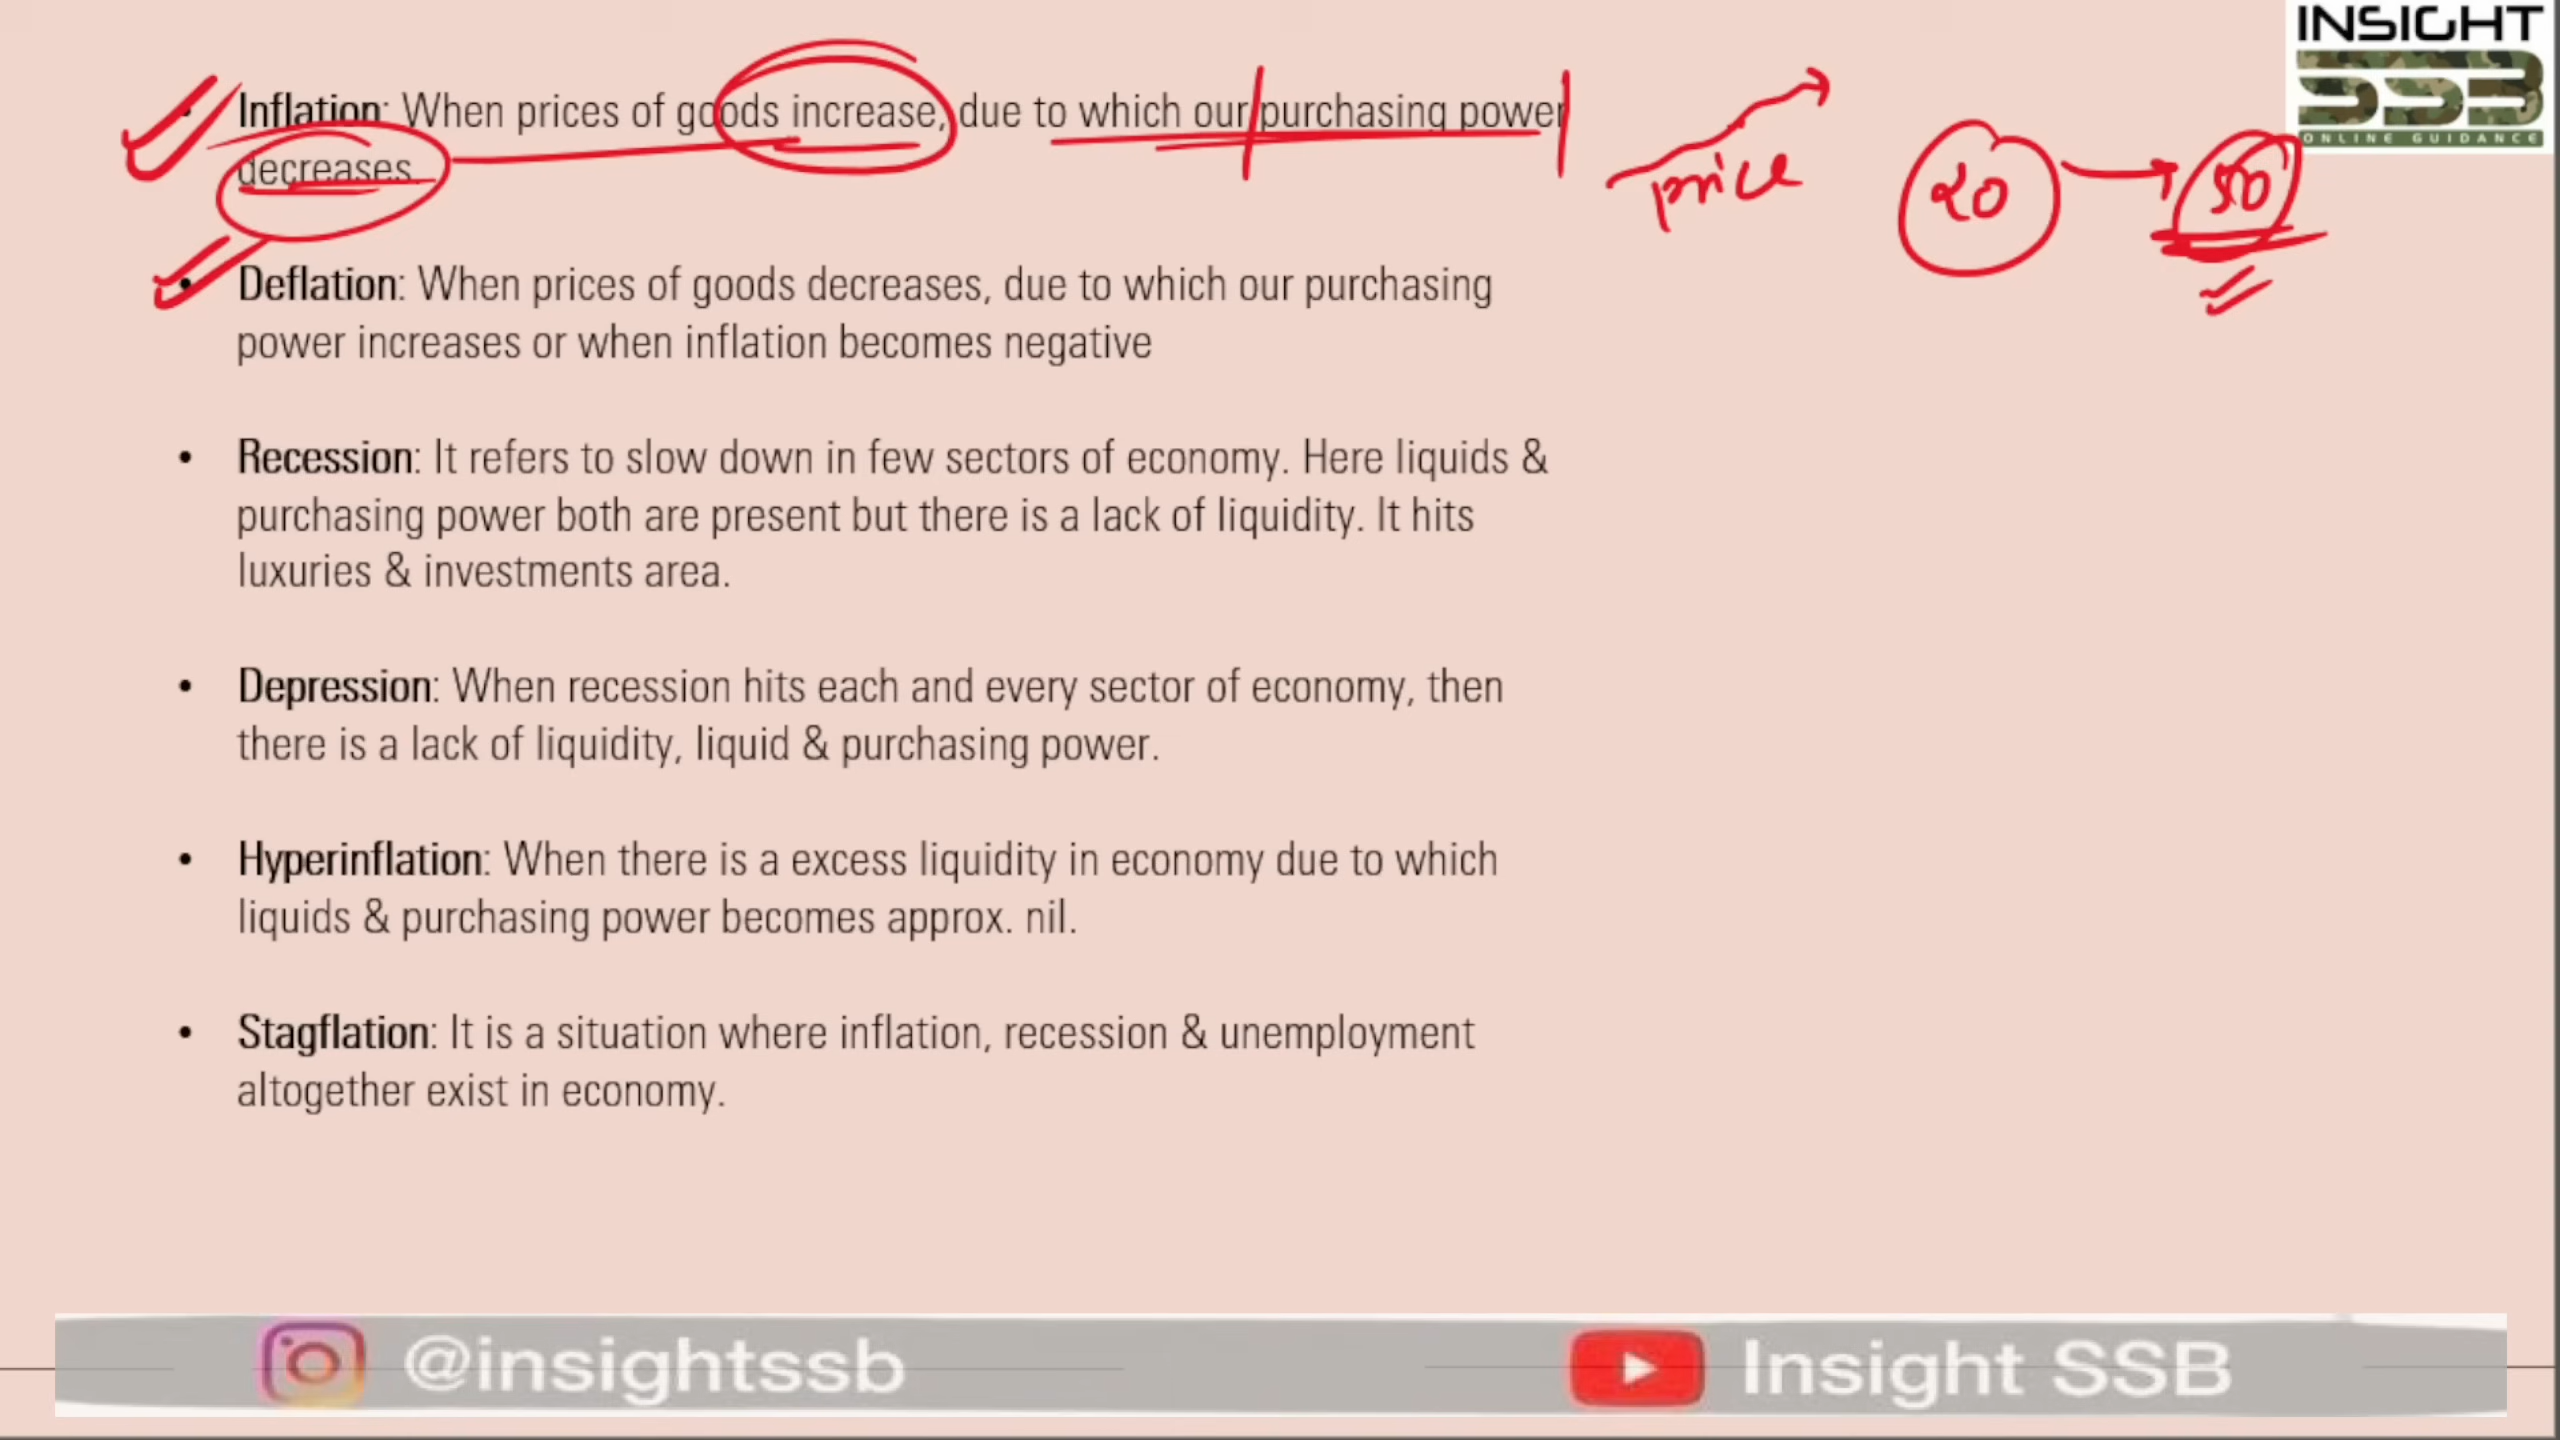 INSIGHT
SSB
ONLINE GUIDANCE
• Inflation: When prices of goods increase, due to which our purchasing power
decreases.
price
20
50
• Deflation: When prices of goods decreases, due to which our purchasing
power increases or when inflation becomes negative
• Recession: It refers to slow down in few sectors of economy. Here liquids &
purchasing power both are present but there is a lack of liquidity. It hits
luxuries & investments area.
• Depression: When recession hits each and every sector of economy, then
there is a lack of liquidity, liquid & purchasing power.
• Hyperinflation: When there is a excess liquidity in economy due to which
liquids & purchasing power becomes approx. nil.
• Stagflation: It is a situation where inflation, recession & unemployment
altogether exist in economy.
@insightssb
Insight SSB